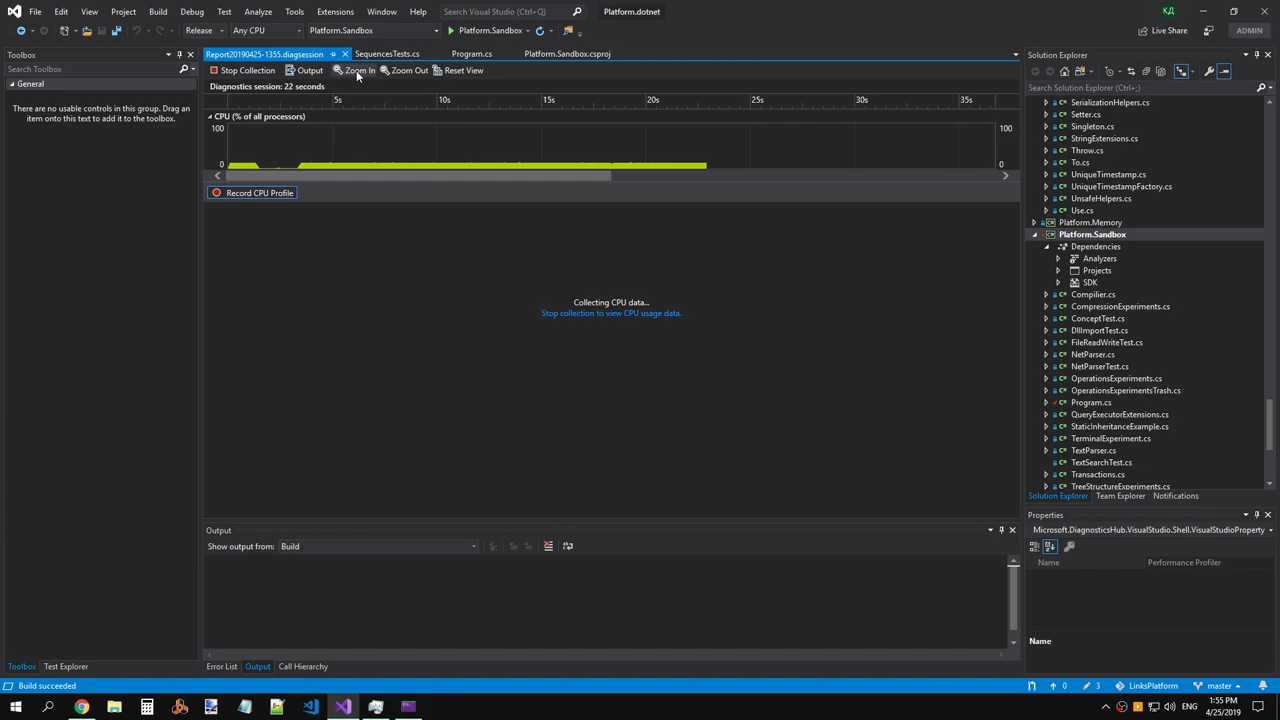 File Edit View Project Build Debug Test Analyze Tools Extensions Window Help Search Visual Studio Platform.dotnet КД
Release Any CPU Platform.Sandbox Platform.Sandbox Live Share ADMIN
Toolbox
Search Toolbox
General
There are no usable controls in this group. Drag an
item onto this text to add it to the toolbox.
Toolbox Test Explorer
Report20190425-1355.diagsession SequencesTests.cs Program.cs Platform.Sandbox.csproj
Stop Collection Output Zoom In Zoom Out Reset View
Diagnostics session: 22 seconds
5s 10s 15s 20s 25s 30s 35s
CPU (% of all processors)
100 100
0 0
Record CPU Profile
Collecting CPU data...
Stop collection to view CPU usage data.
Output
Show output from: Build
Error List Output Call Hierarchy
Solution Explorer
Search Solution Explorer (Ctrl+;)
SerializationHelpers.cs
Setter.cs
Singleton.cs
StringExtensions.cs
Throw.cs
To.cs
UniqueTimestamp.cs
UniqueTimestampFactory.cs
UnsafeHelpers.cs
Use.cs
Platform.Memory
Platform.Sandbox
Dependencies
Analyzers
Projects
SDK
Compilier.cs
CompressionExperiments.cs
ConceptTest.cs
DllImportTest.cs
FileReadWriteTest.cs
NetParser.cs
NetParserTest.cs
OperationsExperiments.cs
OperationsExperimentsTrash.cs
Program.cs
QueryExecutorExtensions.cs
StaticInheritanceExample.cs
TerminalExperiment.cs
TextParser.cs
TextSearchTest.cs
Transactions.cs
TreeStructureExperiments.cs
Solution Explorer Team Explorer Notifications
Properties
Microsoft.DiagnosticsHub.VisualStudio.Shell.VisualStudioProperty
Name Performance Profiler
Name
Build succeeded 0 3 LinksPlatform master
ENG 1:55 PM
4/25/2019